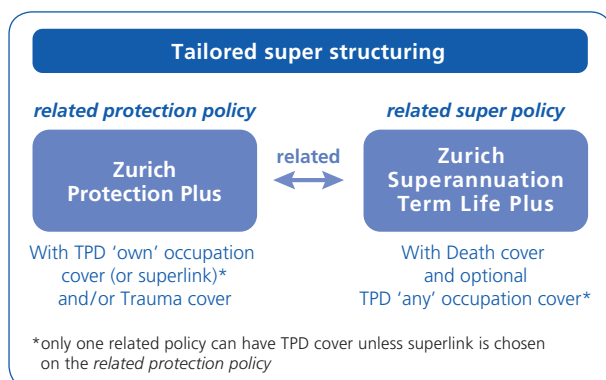 Tailored super structuring
related protection policy
related super policy
Zurich
Protection Plus
related
Zurich
Superannuation
Term Life Plus
With TPD ‘own’ occupation
cover (or superlink)*
and/or Trauma cover
With Death cover
and optional
TPD ‘any’ occupation cover*
*only one related policy can have TPD cover unless superlink is chosen
on the related protection policy